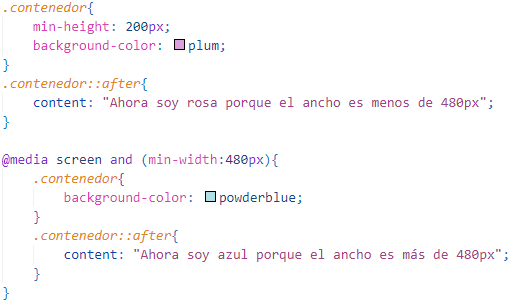 .contenedor{
    min-height: 200px;
    background-color: plum;
}
.contenedor::after{
    content: "Ahora soy rosa porque el ancho es menos de 480px";
}

@media screen and (min-width:480px){
    .contenedor{
        background-color: powderblue;
    }
    .contenedor::after{
        content: "Ahora soy azul porque el ancho es más de 480px";
    }
}